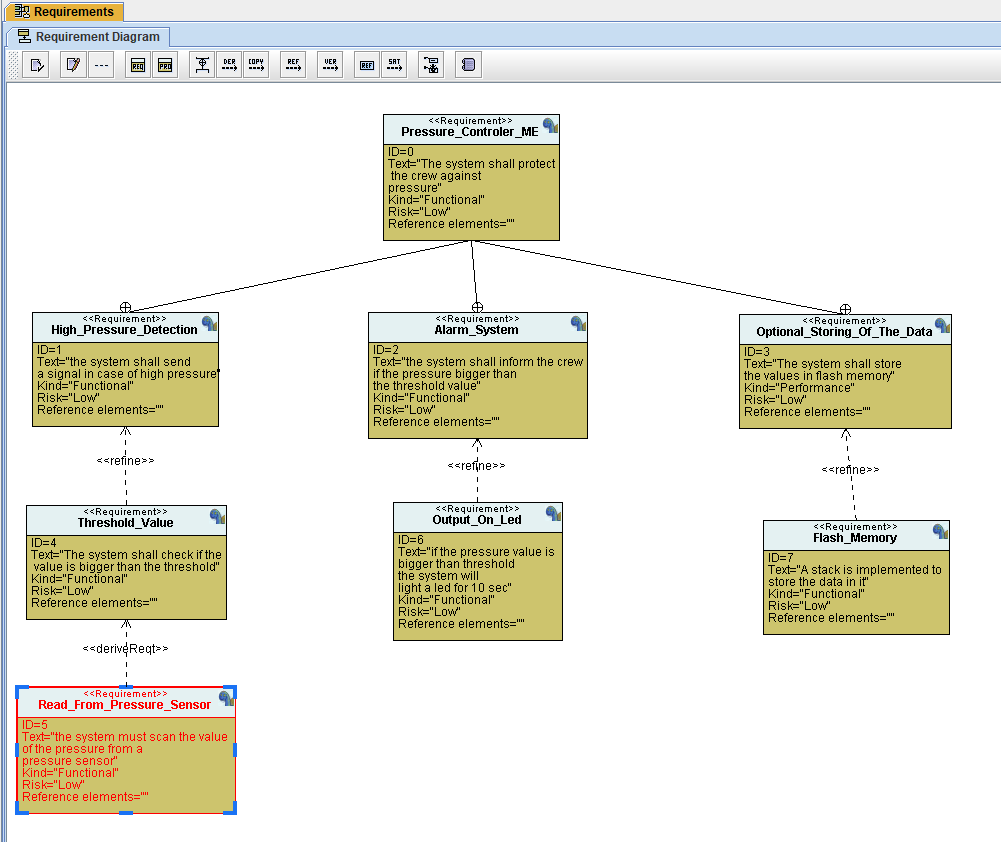 Requirements
Requirement Diagram
REQ
PRO
DER
COPY
REF
VER
REF
SAT
<<Requirement>>
Pressure_Controler_ME
ID=0
Text="The system shall protect
the crew against
pressure"
Kind="Functional"
Risk="Low"
Reference elements=""
<<Requirement>>
High_Pressure_Detection
ID=1
Text="the system shall send
a signal in case of high pressure"
Kind="Functional"
Risk="Low"
Reference elements=""
<<Requirement>>
Alarm_System
ID=2
Text="the system shall inform the crew
if the pressure bigger than
the threshold value"
Kind="Functional"
Risk="Low"
Reference elements=""
<<Requirement>>
Optional_Storing_Of_The_Data
ID=3
Text="The system shall store
the values in flash memory"
Kind="Performance"
Risk="Low"
Reference elements=""
<<refine>>
<<refine>>
<<refine>>
<<Requirement>>
Threshold_Value
ID=4
Text="The system shall check if the
value is bigger than the threshold"
Kind="Functional"
Risk="Low"
Reference elements=""
<<Requirement>>
Output_On_Led
ID=6
Text="if the pressure value is
bigger than threshold
the system will
light a led for 10 sec"
Kind="Functional"
Risk="Low"
Reference elements=""
<<Requirement>>
Flash_Memory
ID=7
Text="A stack is implemented to
store the data in it"
Kind="Functional"
Risk="Low"
Reference elements=""
<<deriveReqt>>
<<Requirement>>
Read_From_Pressure_Sensor
ID=5
Text="the system must scan the value
of the pressure from a
pressure sensor"
Kind="Functional"
Risk="Low"
Reference elements=""